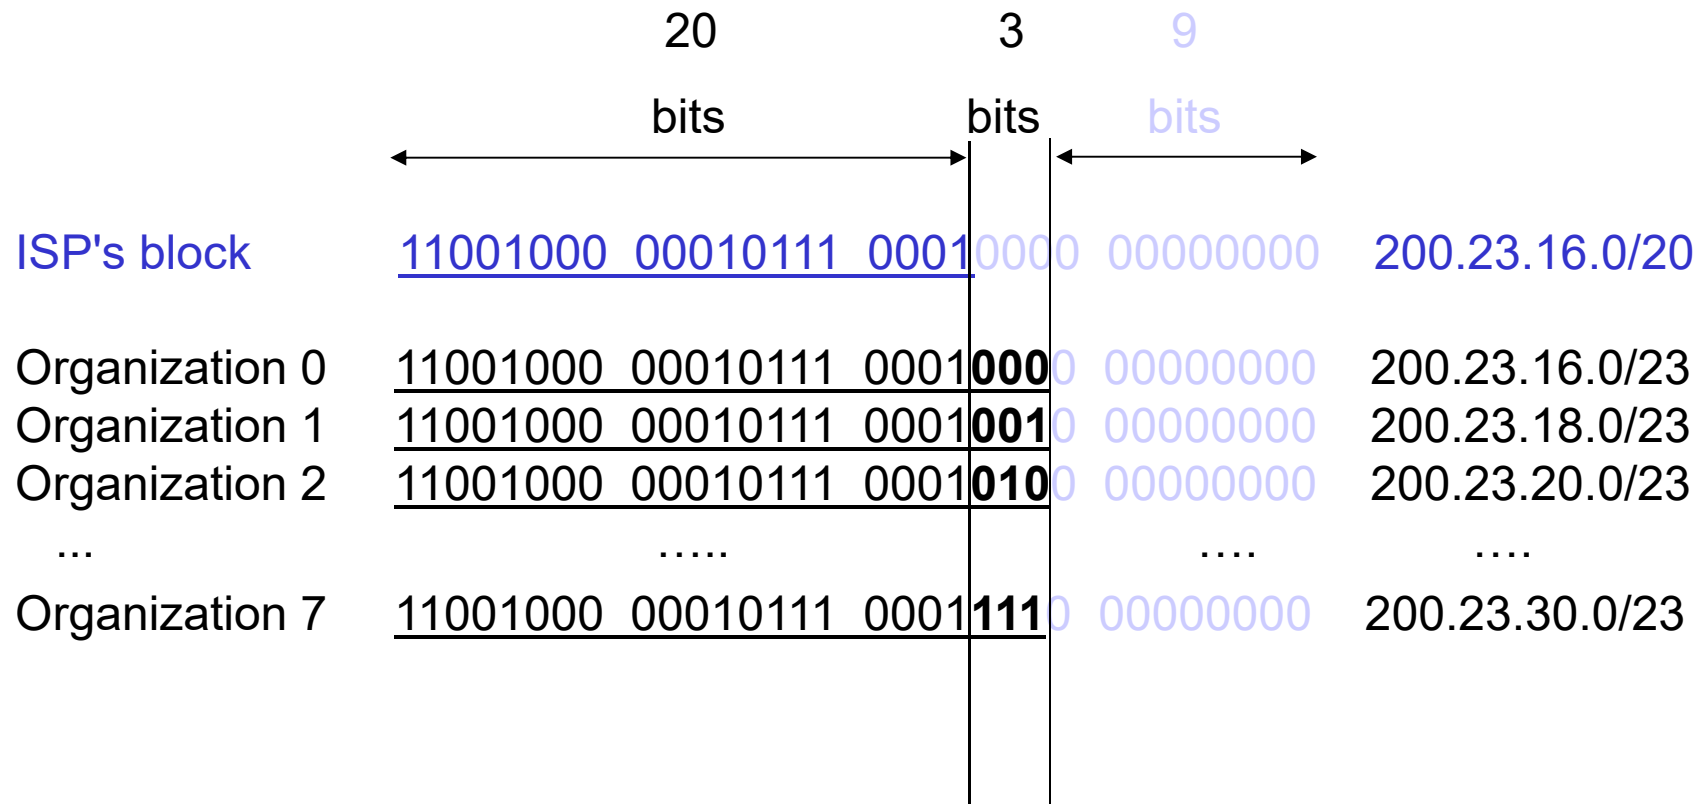 20 3 9
bits bits bits
ISP's block 11001000 00010111 00010000 00000000 200.23.16.0/20
Organization 0 11001000 00010111 00010000 00000000 200.23.16.0/23
Organization 1 11001000 00010111 00010010 00000000 200.23.18.0/23
Organization 2 11001000 00010111 00010100 00000000 200.23.20.0/23
... ..... .... ....
Organization 7 11001000 00010111 00011110 00000000 200.23.30.0/23